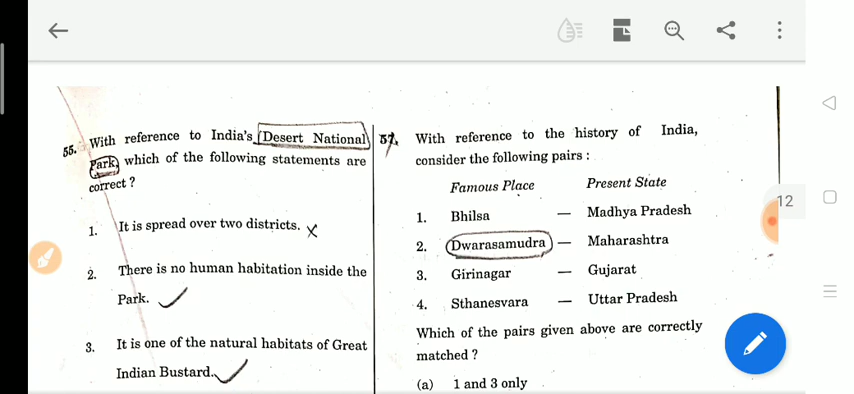 55. With reference to India's Desert National
Park, which of the following statements are
correct ?
1. It is spread over two districts.
2. There is no human habitation inside the
Park.
3. It is one of the natural habitats of Great
Indian Bustard.
57. With reference to the history of India,
consider the following pairs :
Famous Place Present State
1. Bhilsa — Madhya Pradesh
2. Dwarasamudra — Maharashtra
3. Girinagar — Gujarat
4. Sthanesvara — Uttar Pradesh
Which of the pairs given above are correctly
matched ?
(a) 1 and 3 only
12